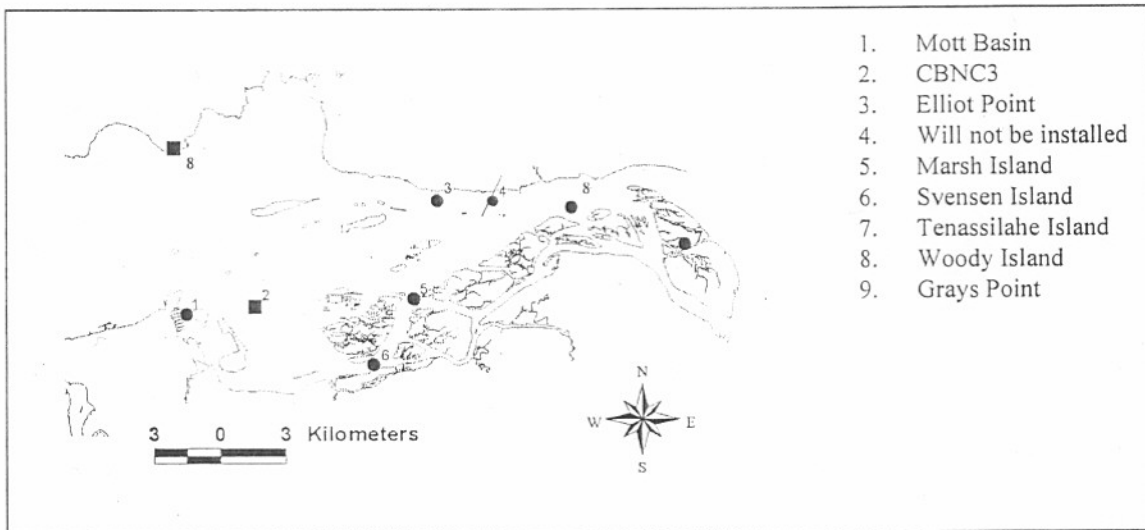 1. Mott Basin
2. CBNC3
3. Elliot Point
4. Will not be installed
5. Marsh Island
6. Svensen Island
7. Tenassilahe Island
8. Woody Island
9. Grays Point
8
3
4
8
2
1
5
6
3 0 3 Kilometers
N
W E
S